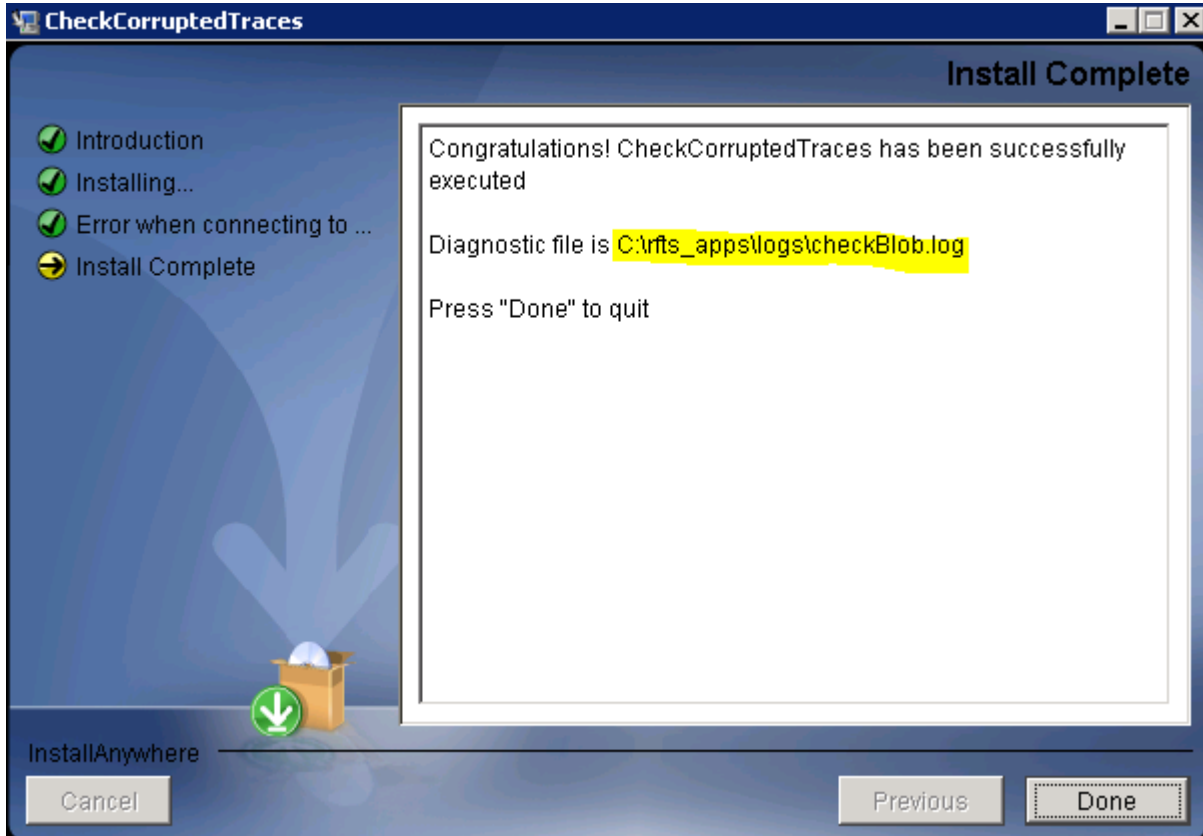 CheckCorruptedTraces
Install Complete
Introduction
Installing...
Error when connecting to ...
Install Complete
Congratulations! CheckCorruptedTraces has been successfully
executed
Diagnostic file is C:\rfts_apps\logs\checkBlob.log
Press "Done" to quit
InstallAnywhere
Cancel
Previous
Done